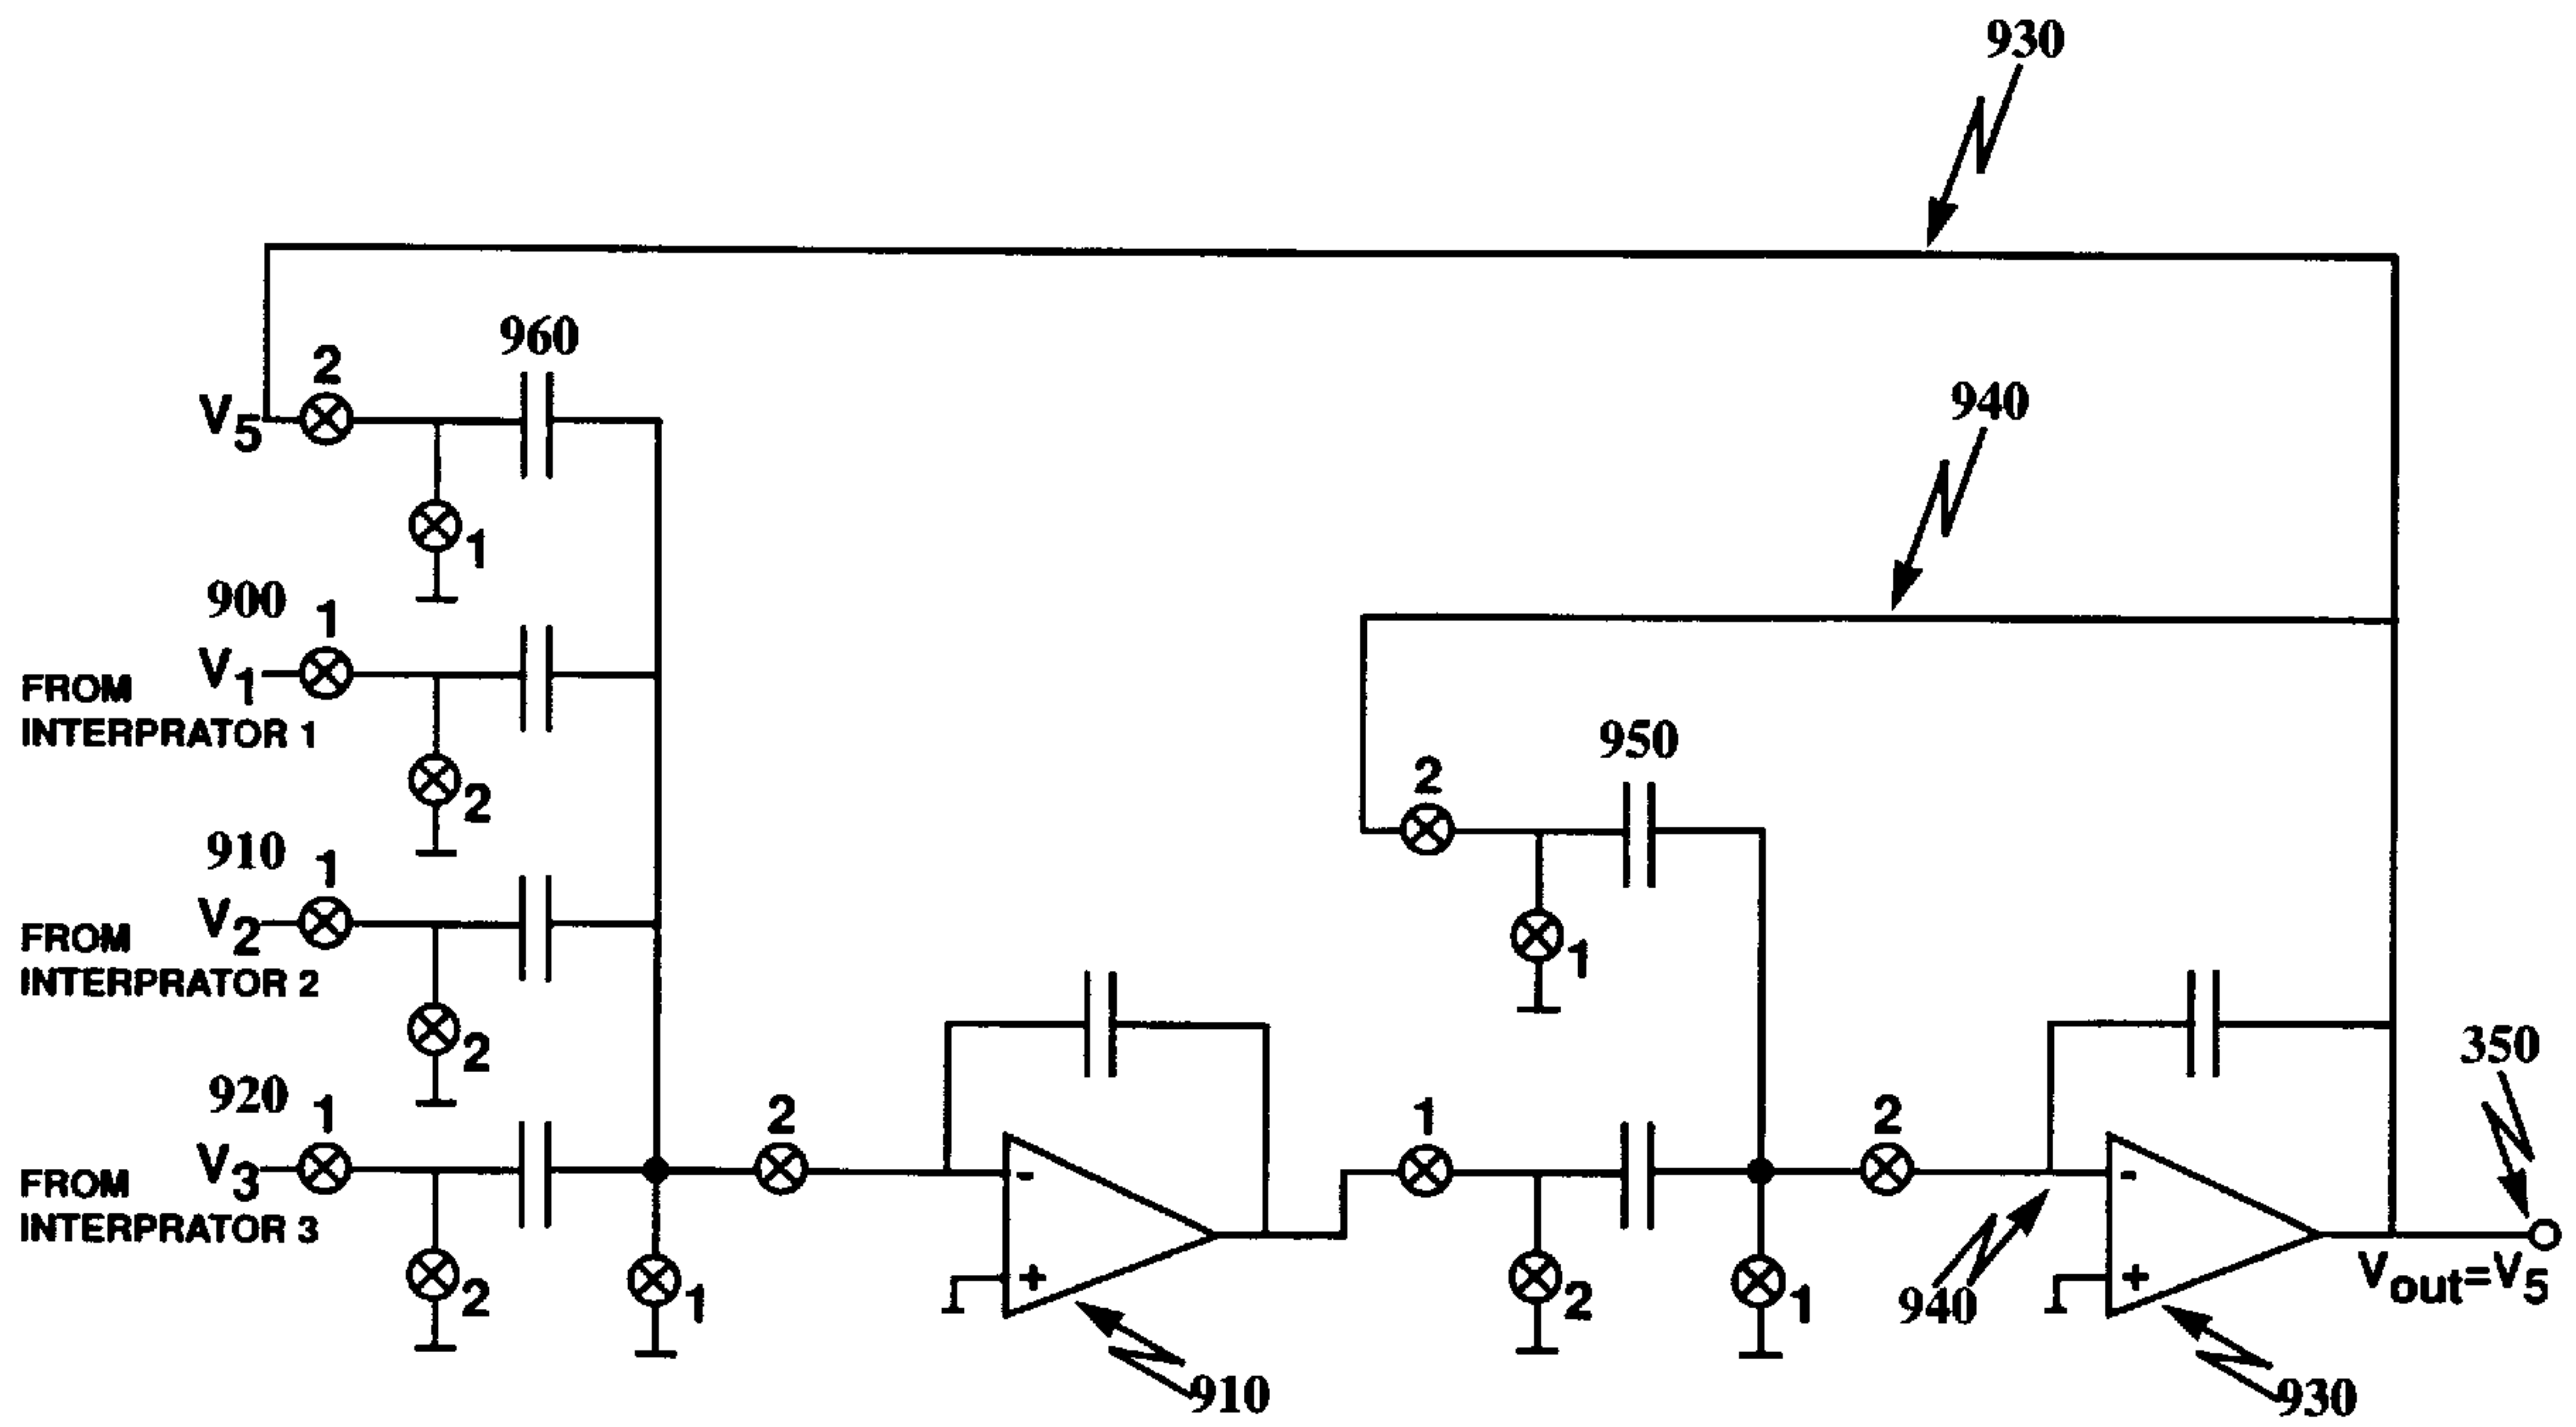 930
940
960
2
V5
1
900
1
V1
FROM
INTERPRATOR 1
2
950
2
1
910
1
V2
FROM
INTERPRATOR 2
2
920
1
V3
FROM
INTERPRATOR 3
2
2
1
-
+
910
1
2
2
1
940
-
+
930
350
Vout=V5